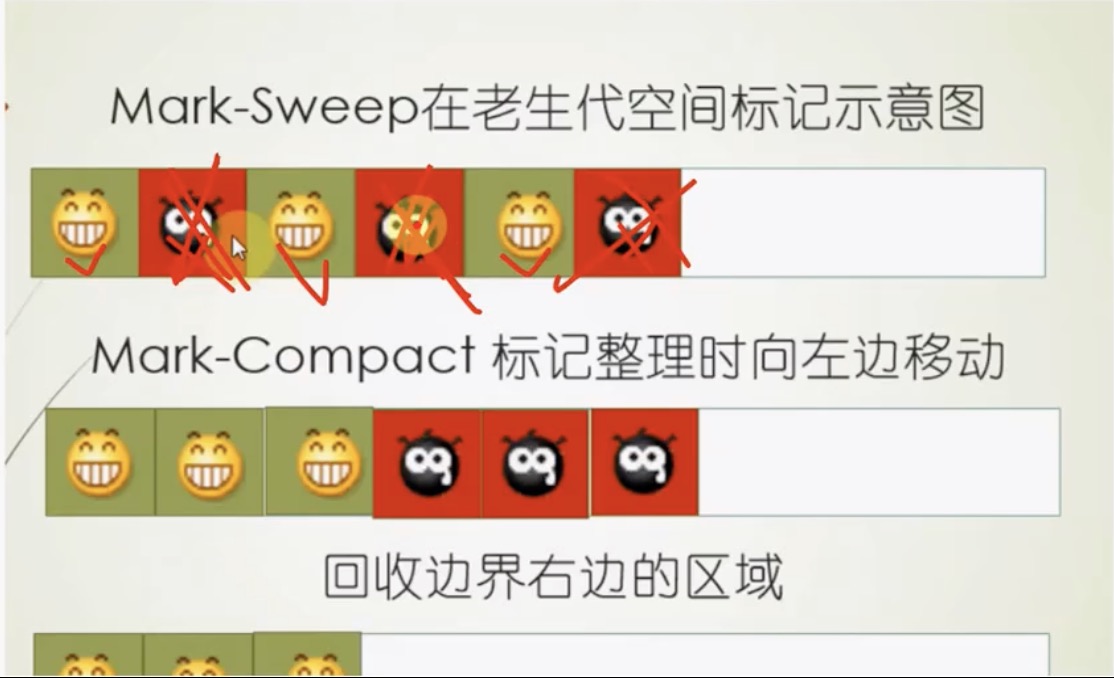 Mark-Sweep在老生代空间标记示意图
Mark-Compact 标记整理时向左边移动
回收边界右边的区域